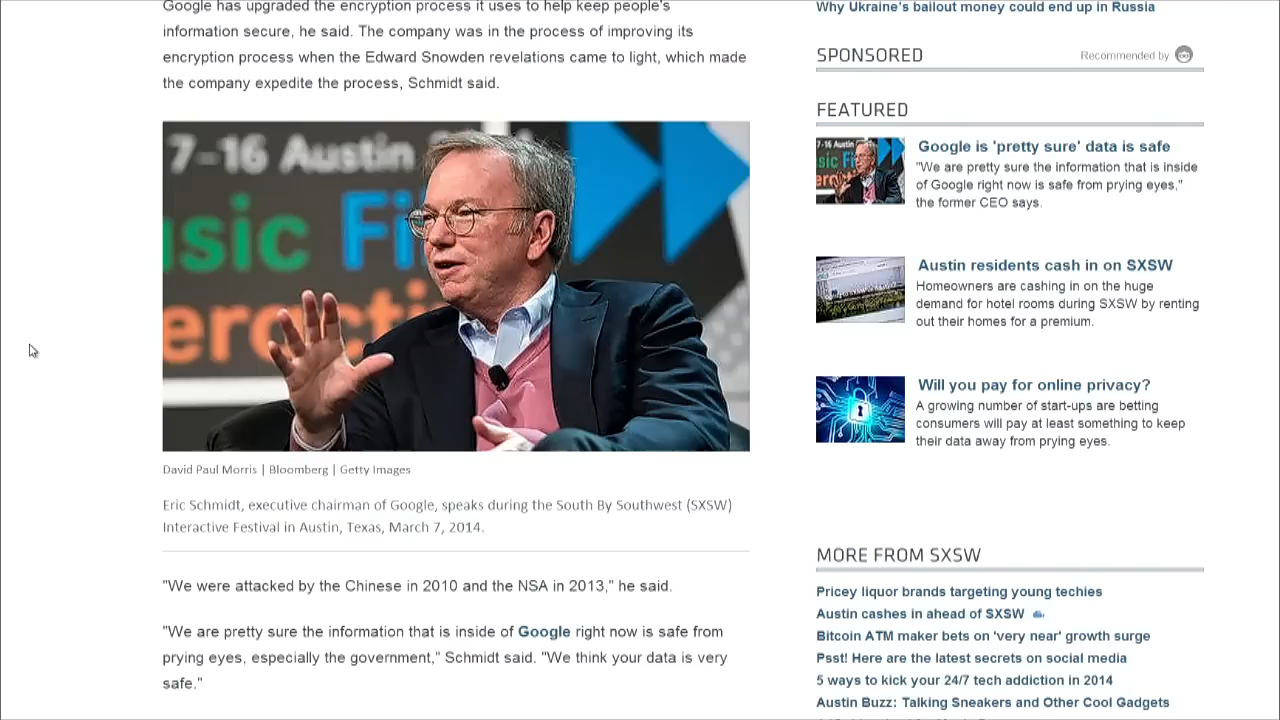 Google has upgraded the encryption process it uses to help keep people's
information secure, he said. The company was in the process of improving its
encryption process when the Edward Snowden revelations came to light, which made
the company expedite the process, Schmidt said.
7–16 Austin
sic Fi
eracti
David Paul Morris | Bloomberg | Getty Images
Eric Schmidt, executive chairman of Google, speaks during the South By Southwest (SXSW)
Interactive Festival in Austin, Texas, March 7, 2014.
"We were attacked by the Chinese in 2010 and the NSA in 2013," he said.
"We are pretty sure the information that is inside of Google right now is safe from
prying eyes, especially the government," Schmidt said. "We think your data is very
safe."
Why Ukraine's bailout money could end up in Russia
SPONSORED
Recommended by
FEATURED
Google is 'pretty sure' data is safe
"We are pretty sure the information that is inside
of Google right now is safe from prying eyes,"
the former CEO says.
Austin residents cash in on SXSW
Homeowners are cashing in on the huge
demand for hotel rooms during SXSW by renting
out their homes for a premium.
Will you pay for online privacy?
A growing number of start-ups are betting
consumers will pay at least something to keep
their data away from prying eyes.
MORE FROM SXSW
Pricey liquor brands targeting young techies
Austin cashes in ahead of SXSW
Bitcoin ATM maker bets on 'very near' growth surge
Psst! Here are the latest secrets on social media
5 ways to kick your 24/7 tech addiction in 2014
Austin Buzz: Talking Sneakers and Other Cool Gadgets